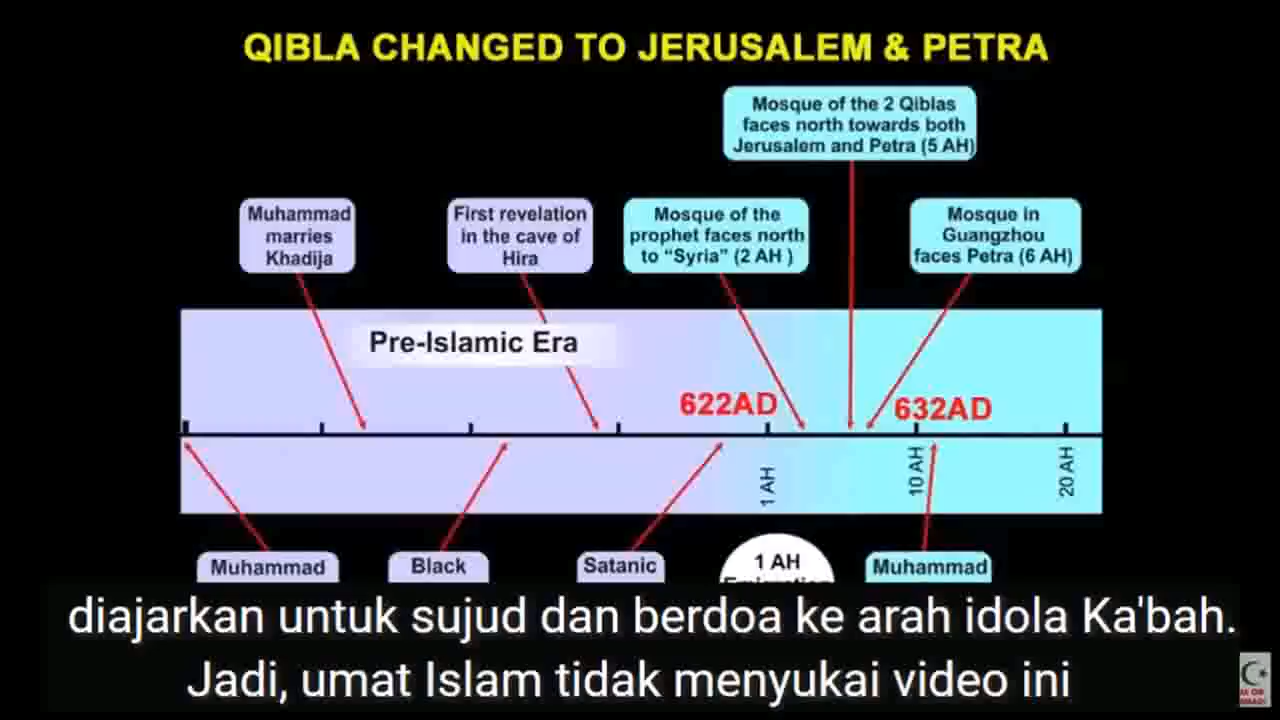 QIBLA CHANGED TO JERUSALEM & PETRA
Mosque of the 2 Qiblas
faces north towards both
Jerusalem and Petra (5 AH)
Muhammad
marries
Khadija
First revelation
in the cave of
Hira
Mosque of the
prophet faces north
to “Syria” (2 AH )
Mosque in
Guangzhou
faces Petra (6 AH)
Pre-Islamic Era
622AD
632AD
1 AH
10 AH
20 AH
Muhammad
Black
Satanic
1 AH
Emigration
Muhammad
diajarkan untuk sujud dan berdoa ke arah idola Ka'bah.
Jadi, umat Islam tidak menyukai video ini